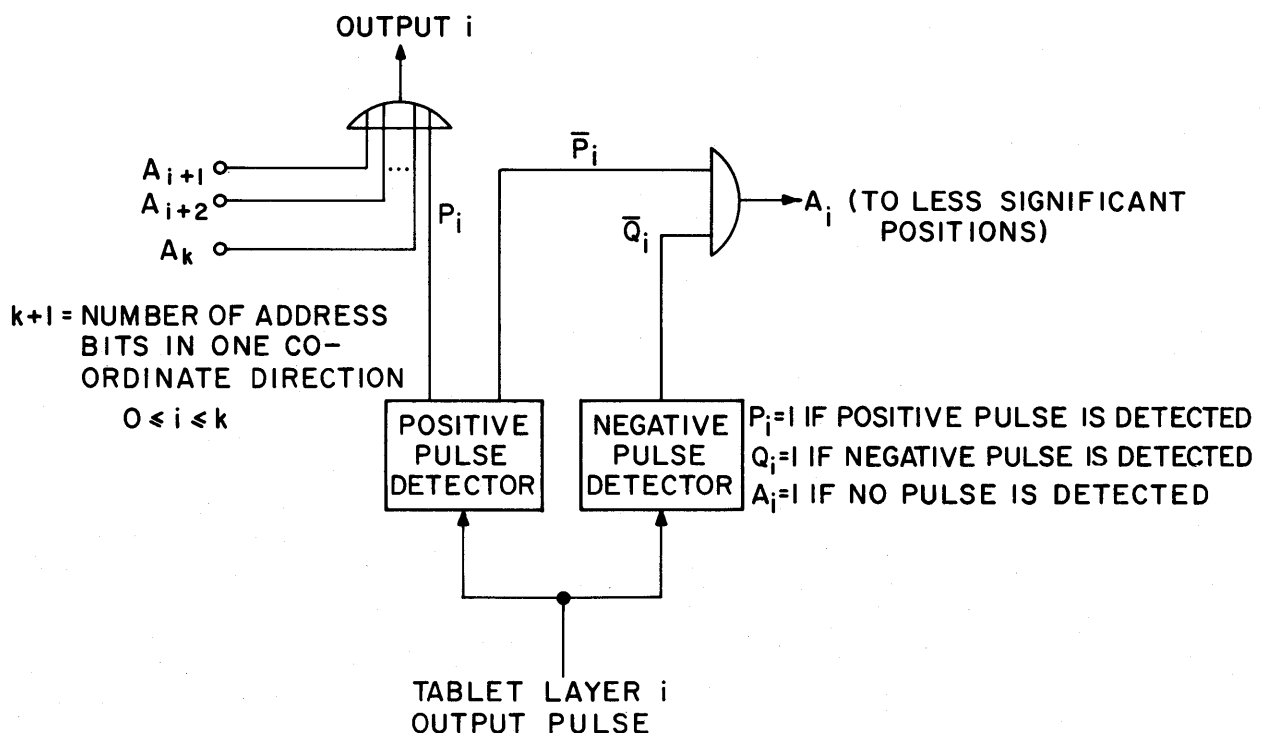 OUTPUT i
A_{i+1}
A_{i+2}
A_k
...
P_i
P̅_i
Q̅_i
A_i (TO LESS SIGNIFICANT
POSITIONS)
k+1 = NUMBER OF ADDRESS
BITS IN ONE CO-
ORDINATE DIRECTION
0 ≤ i ≤ k
POSITIVE
PULSE
DETECTOR
NEGATIVE
PULSE
DETECTOR
P_i=1 IF POSITIVE PULSE IS DETECTED
Q_i=1 IF NEGATIVE PULSE IS DETECTED
A_i=1 IF NO PULSE IS DETECTED
TABLET LAYER i
OUTPUT PULSE